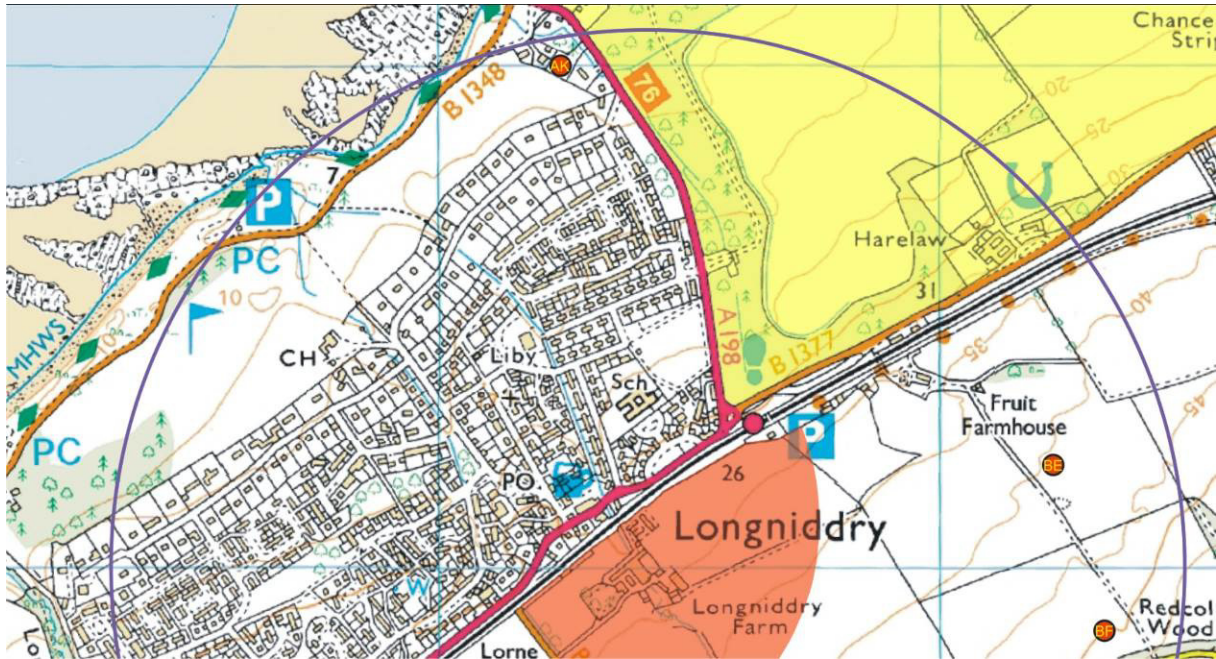 Chance
Strip
AK
B 1348
76
20
25
7
P
PC
30
Harelaw
31
10
A 198
B 1377
MHWS
10
CH
Liby
Sch
35
40
45
Fruit
Farmhouse
P
PC
BE
PO
26
Longniddry
W
Longniddry
Farm
Redcol
Wood
BF
Lorne